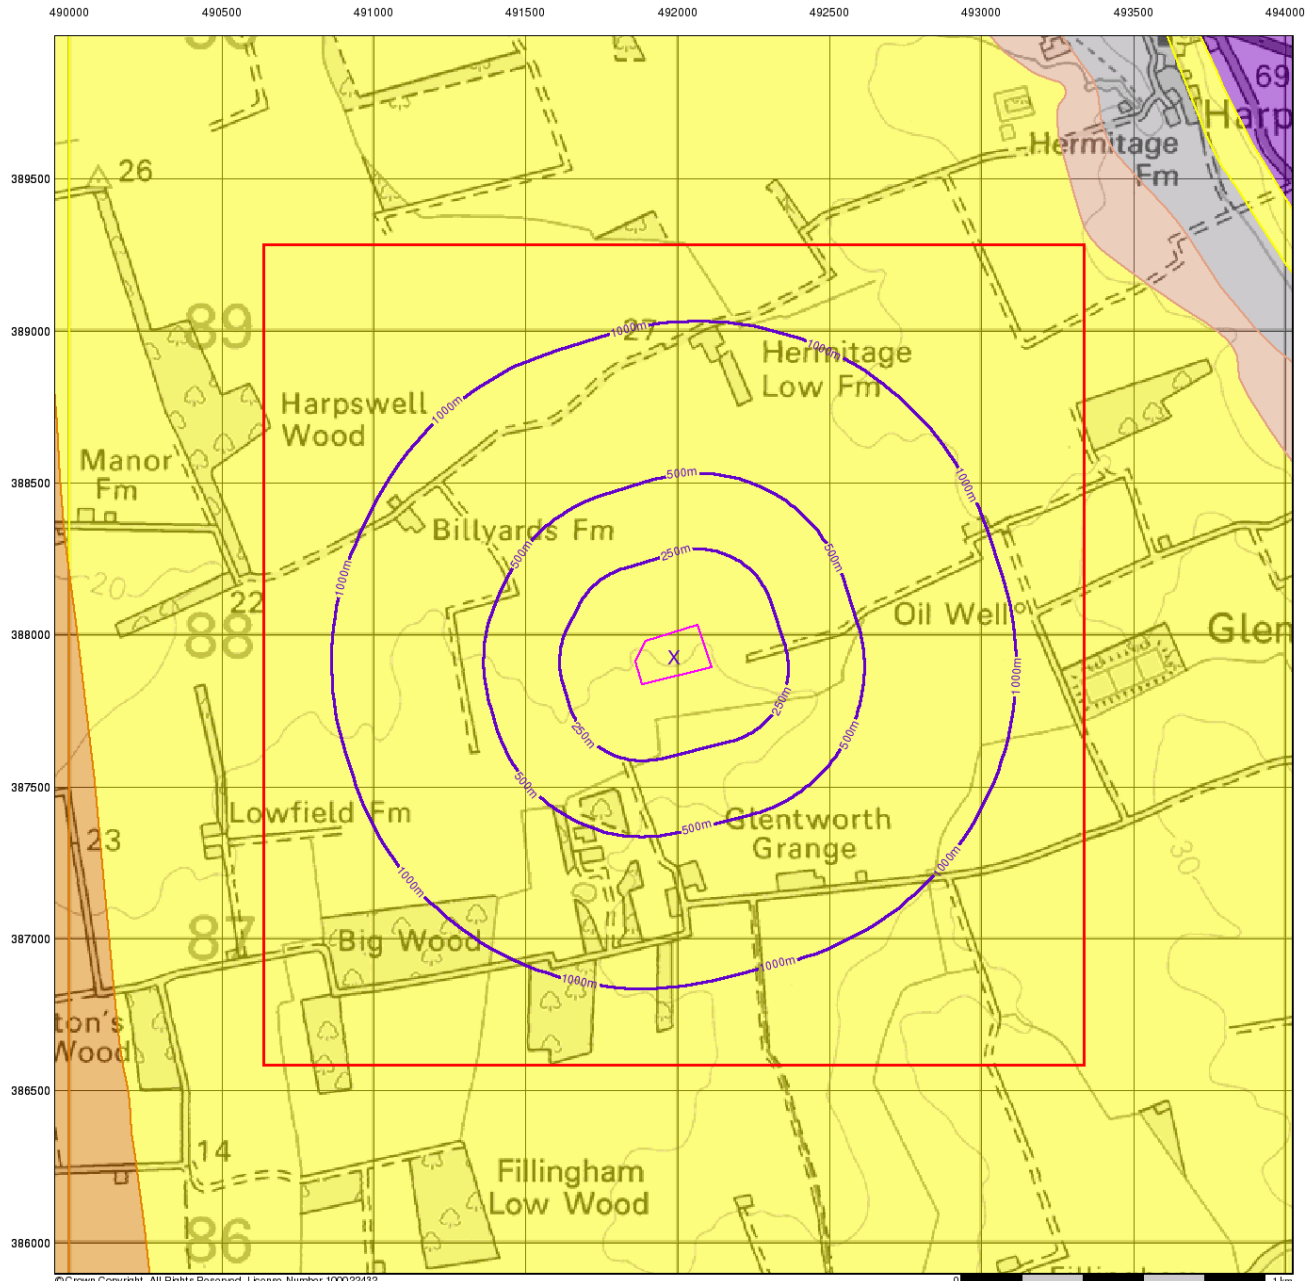 490000 490500 491000 491500 492000 492500 493000 493500 494000
69
Harp
Hermitage
Fm
26
389500
389000
89
27
1000m
1000m
Hermitage
Low Fm
Harpswell
Wood
1000m
Manor
Fm
388500
500m
1000m
Billyards Fm
500m
500m
250m
1000m
20
22
Oil Well
Glen
388000
88
X
1000m
250m
250m
500m
387500
500m
Lowfield Fm
23
500m
Glentworth
Grange
30
1000m
1000m
387000
87
Big Wood
1000m
1000m
ton's
Wood
386500
14
Fillingham
Low Wood
386000
86
© Crown Copyright. All Rights Reserved. License Number 100022432
0 1 km